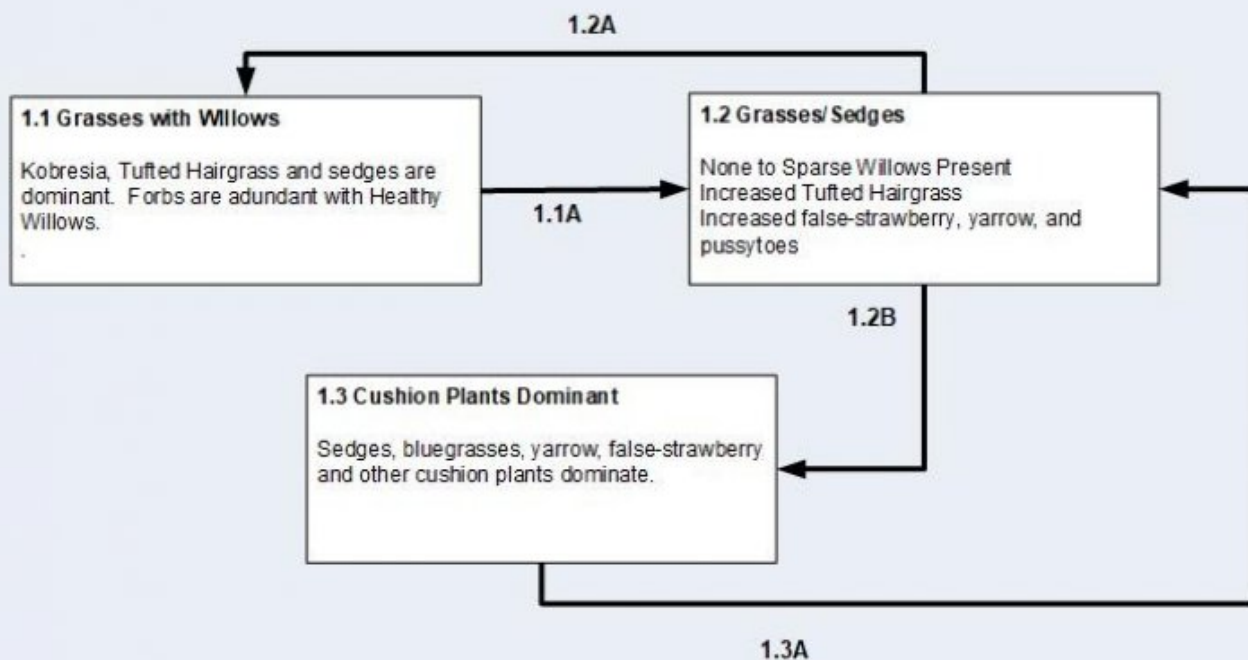 1.2A
1.1 Grasses with Willows
Kobresia, Tufted Hairgrass and sedges are
dominant. Forbs are adundant with Healthy
Willows.
.
1.1A
1.2 Grasses/Sedges
None to Sparse Willows Present
Increased Tufted Hairgrass
Increased false-strawberry, yarrow, and
pussytoes
1.2B
1.3 Cushion Plants Dominant
Sedges, bluegrasses, yarrow, false-strawberry
and other cushion plants dominate.
1.3A